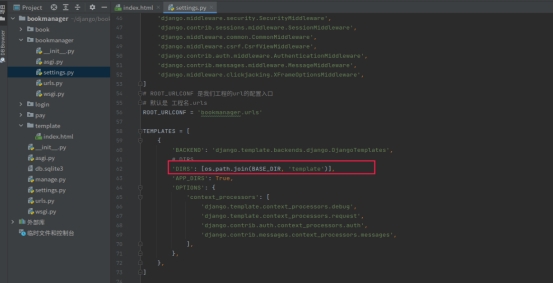 Project
index.html
settings.py
bookmanager
book
bookmanager
__init__.py
asgi.py
settings.py
urls.py
wsgi.py
login
pay
template
index.html
__init__.py
asgi.py
db.sqlite3
manage.py
settings.py
urls.py
wsgi.py
外部库
临时文件和控制台
'django.middleware.security.SecurityMiddleware',
'django.contrib.sessions.middleware.SessionMiddleware',
'django.middleware.common.CommonMiddleware',
'django.middleware.csrf.CsrfViewMiddleware',
'django.contrib.auth.middleware.AuthenticationMiddleware',
'django.contrib.messages.middleware.MessageMiddleware',
'django.middleware.clickjacking.XFrameOptionsMiddleware',
]
# ROOT_URLCONF 是我们工程的url的配置入口
# 默认是 工程名.urls
ROOT_URLCONF = 'bookmanager.urls'
TEMPLATES = [
{
'BACKEND': 'django.template.backends.django.DjangoTemplates',
# DIRS
'DIRS': [os.path.join(BASE_DIR, 'template')],
'APP_DIRS': True,
'OPTIONS': {
'context_processors': [
'django.template.context_processors.debug',
'django.template.context_processors.request',
'django.contrib.auth.context_processors.auth',
'django.contrib.messages.context_processors.messages',
],
},
},
]